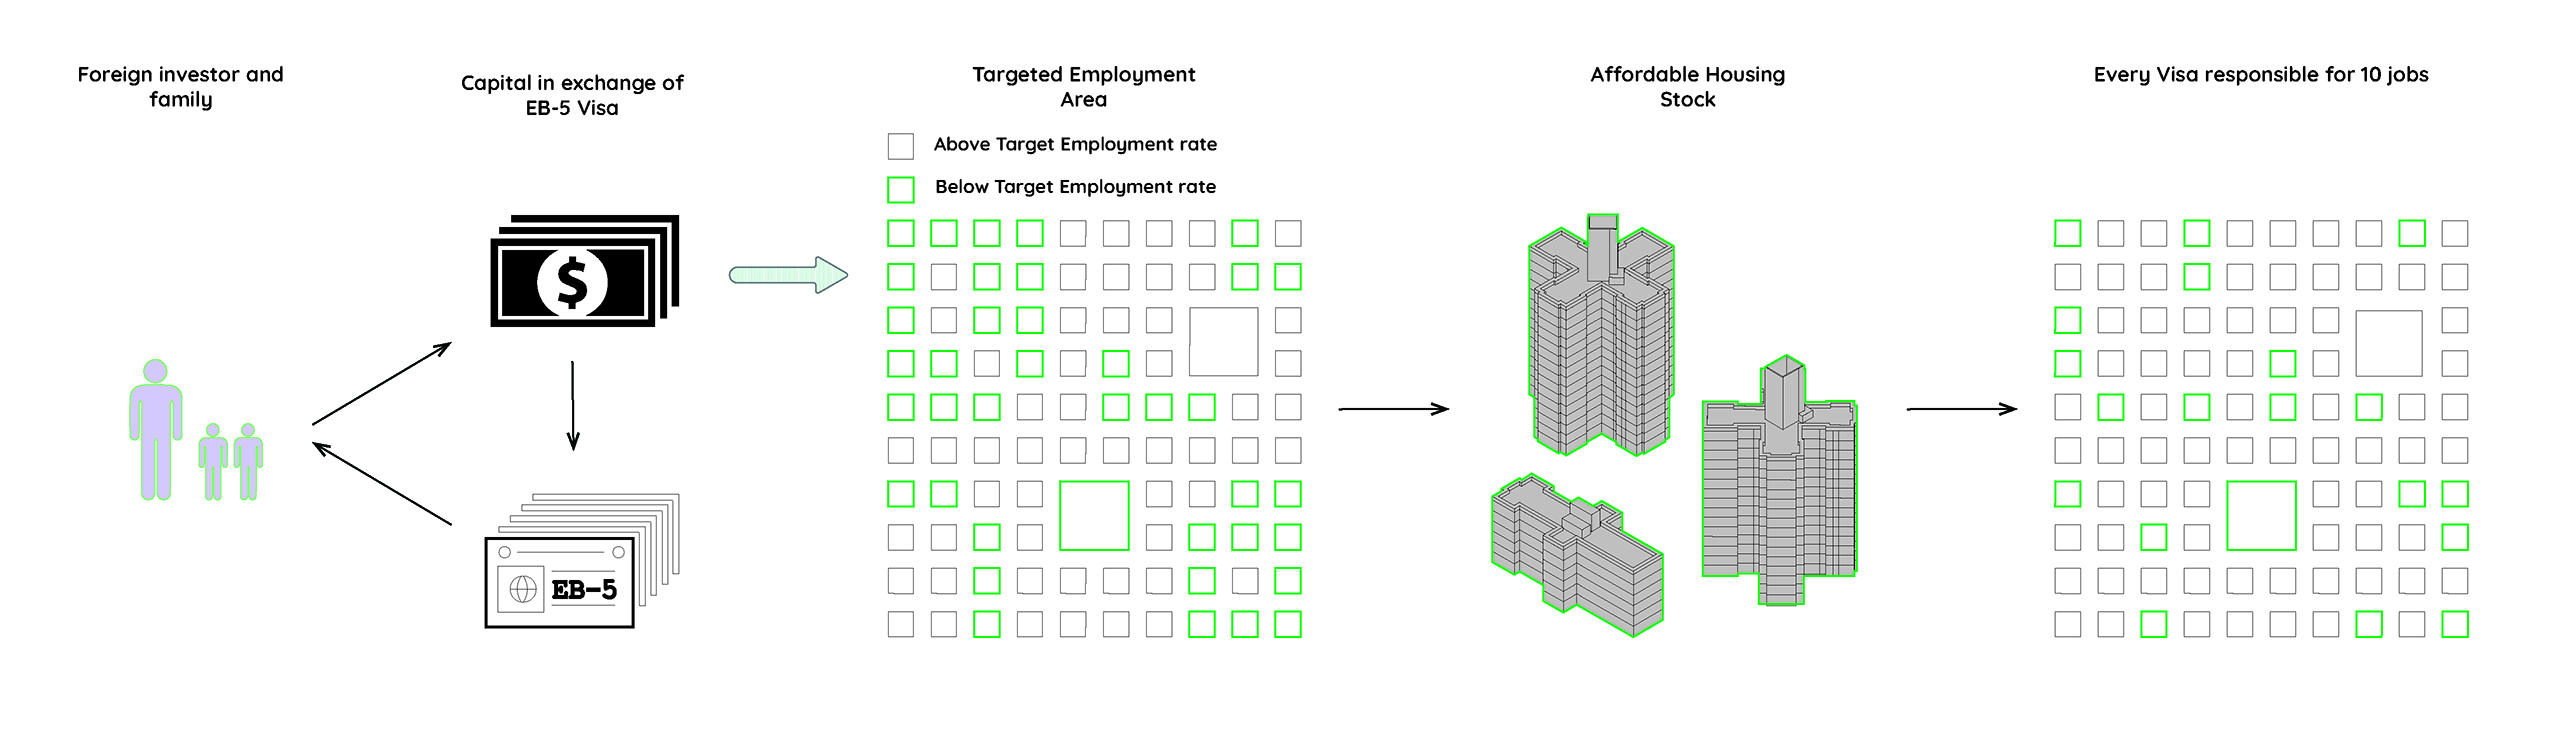 Foreign investor and
family
Capital in exchange of
EB-5 Visa
$
EB-5
Targeted Employment
Area
Above Target Employment rate
Below Target Employment rate
Affordable Housing
Stock
Every Visa responsible for 10 jobs